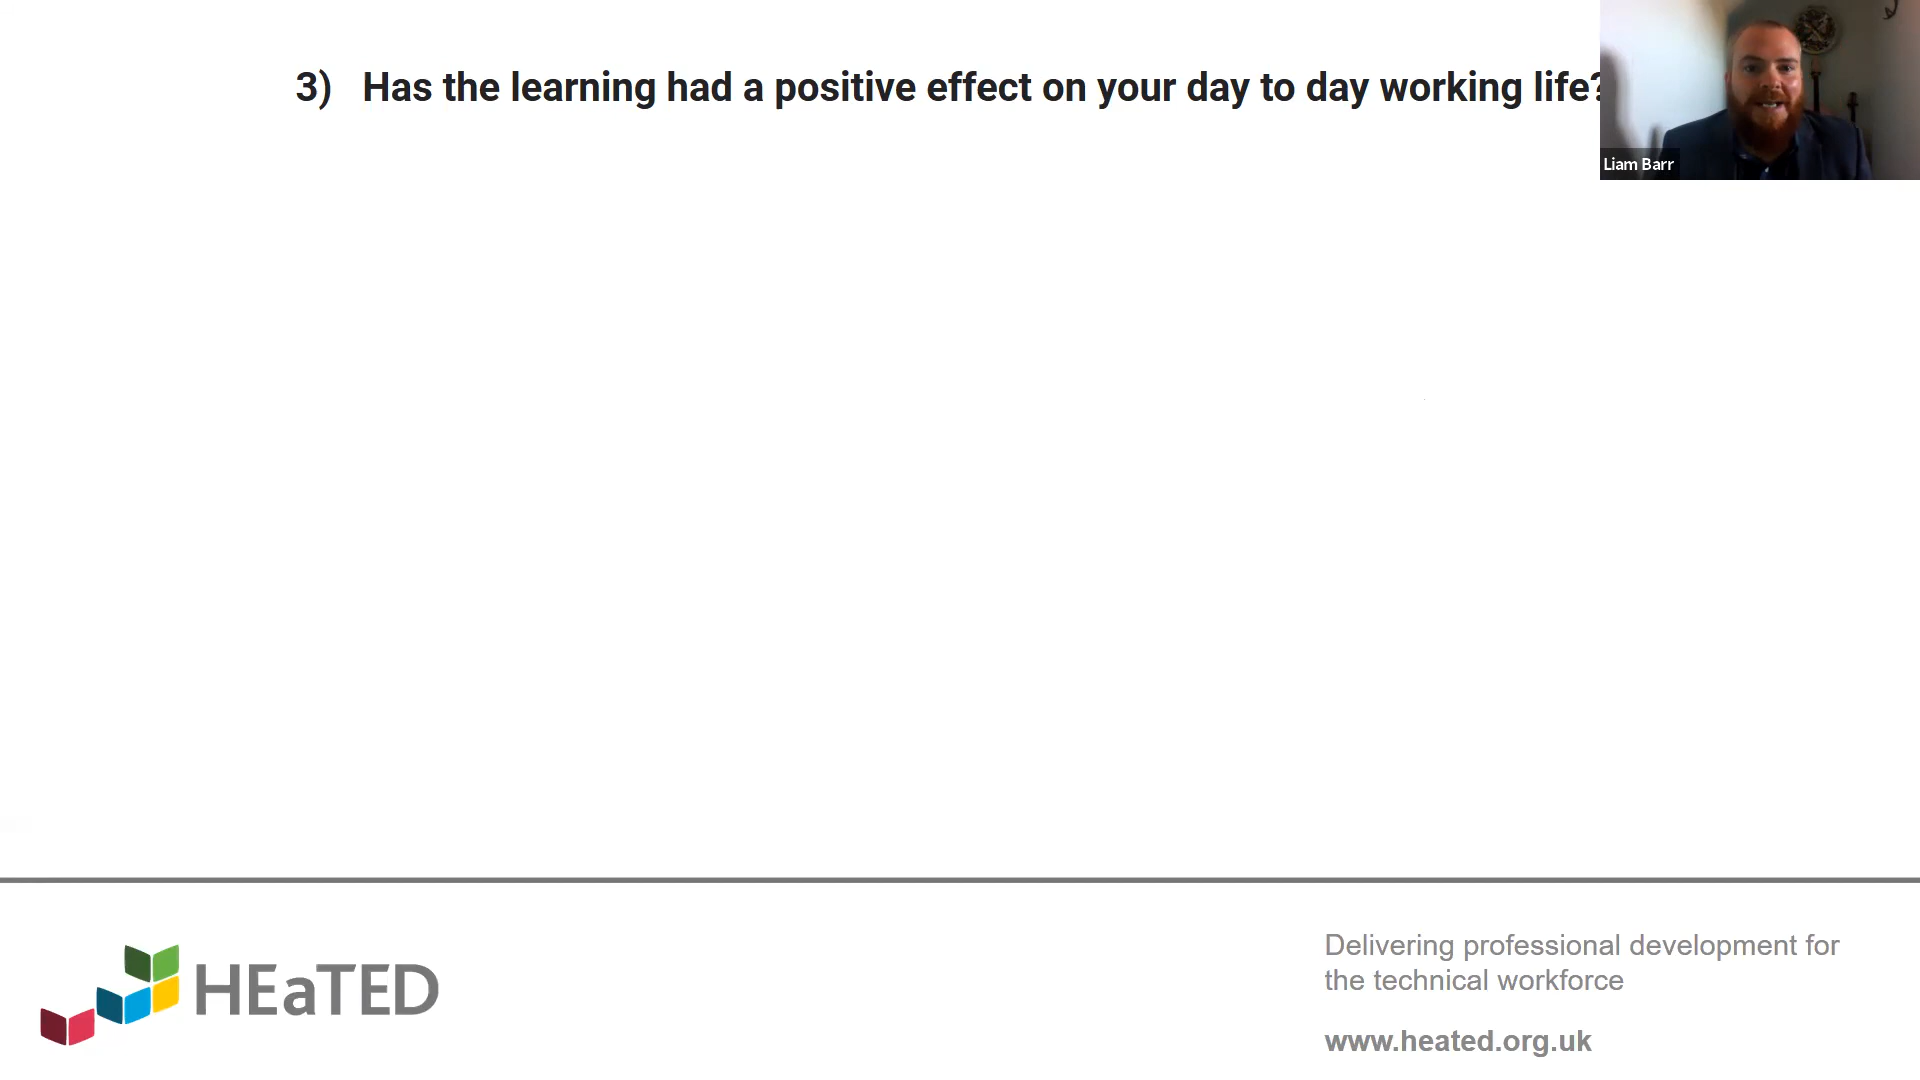 3) Has the learning had a positive effect on your day to day working life?
Liam Barr
HEaTED
Delivering professional development for
the technical workforce
www.heated.org.uk